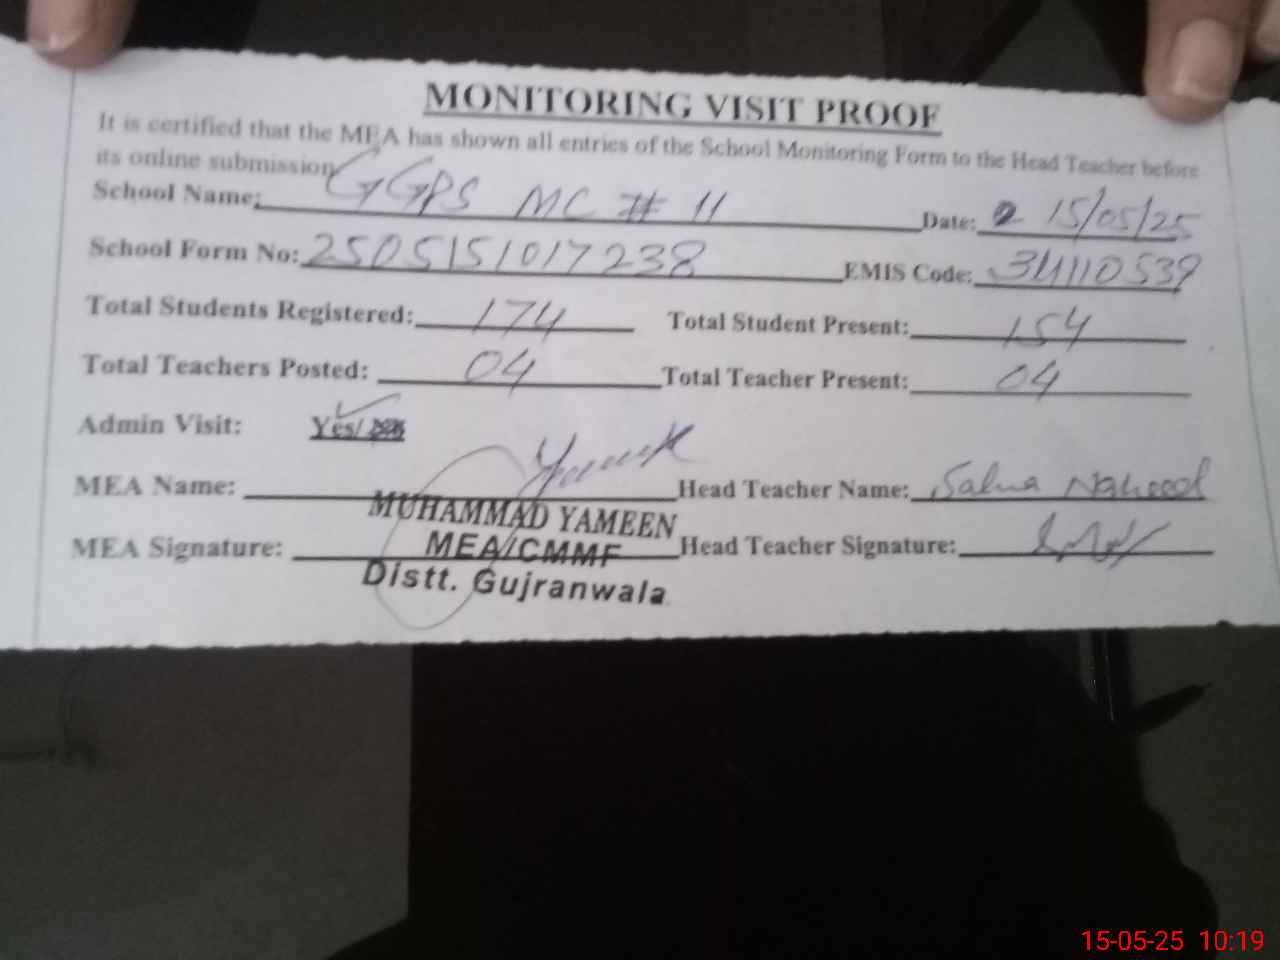 MONITORING VISIT PROOF
It is certified that the MEA has shown all entries of the School Monitoring Form to the Head Teacher before
its online submission
School Name: GGPS MC # 11 Date: 15/05/25
School Form No: 2505151017238 EMIS Code: 34110539
Total Students Registered: 174 Total Student Present: 154
Total Teachers Posted: 04 Total Teacher Present: 04
Admin Visit: Yes/
MEA Name: Head Teacher Name: Salma Naheed
MUHAMMAD YAMEEN
MEA Signature: MEA/CMMF Head Teacher Signature:
Distt. Gujranwala
15-05-25 10:19